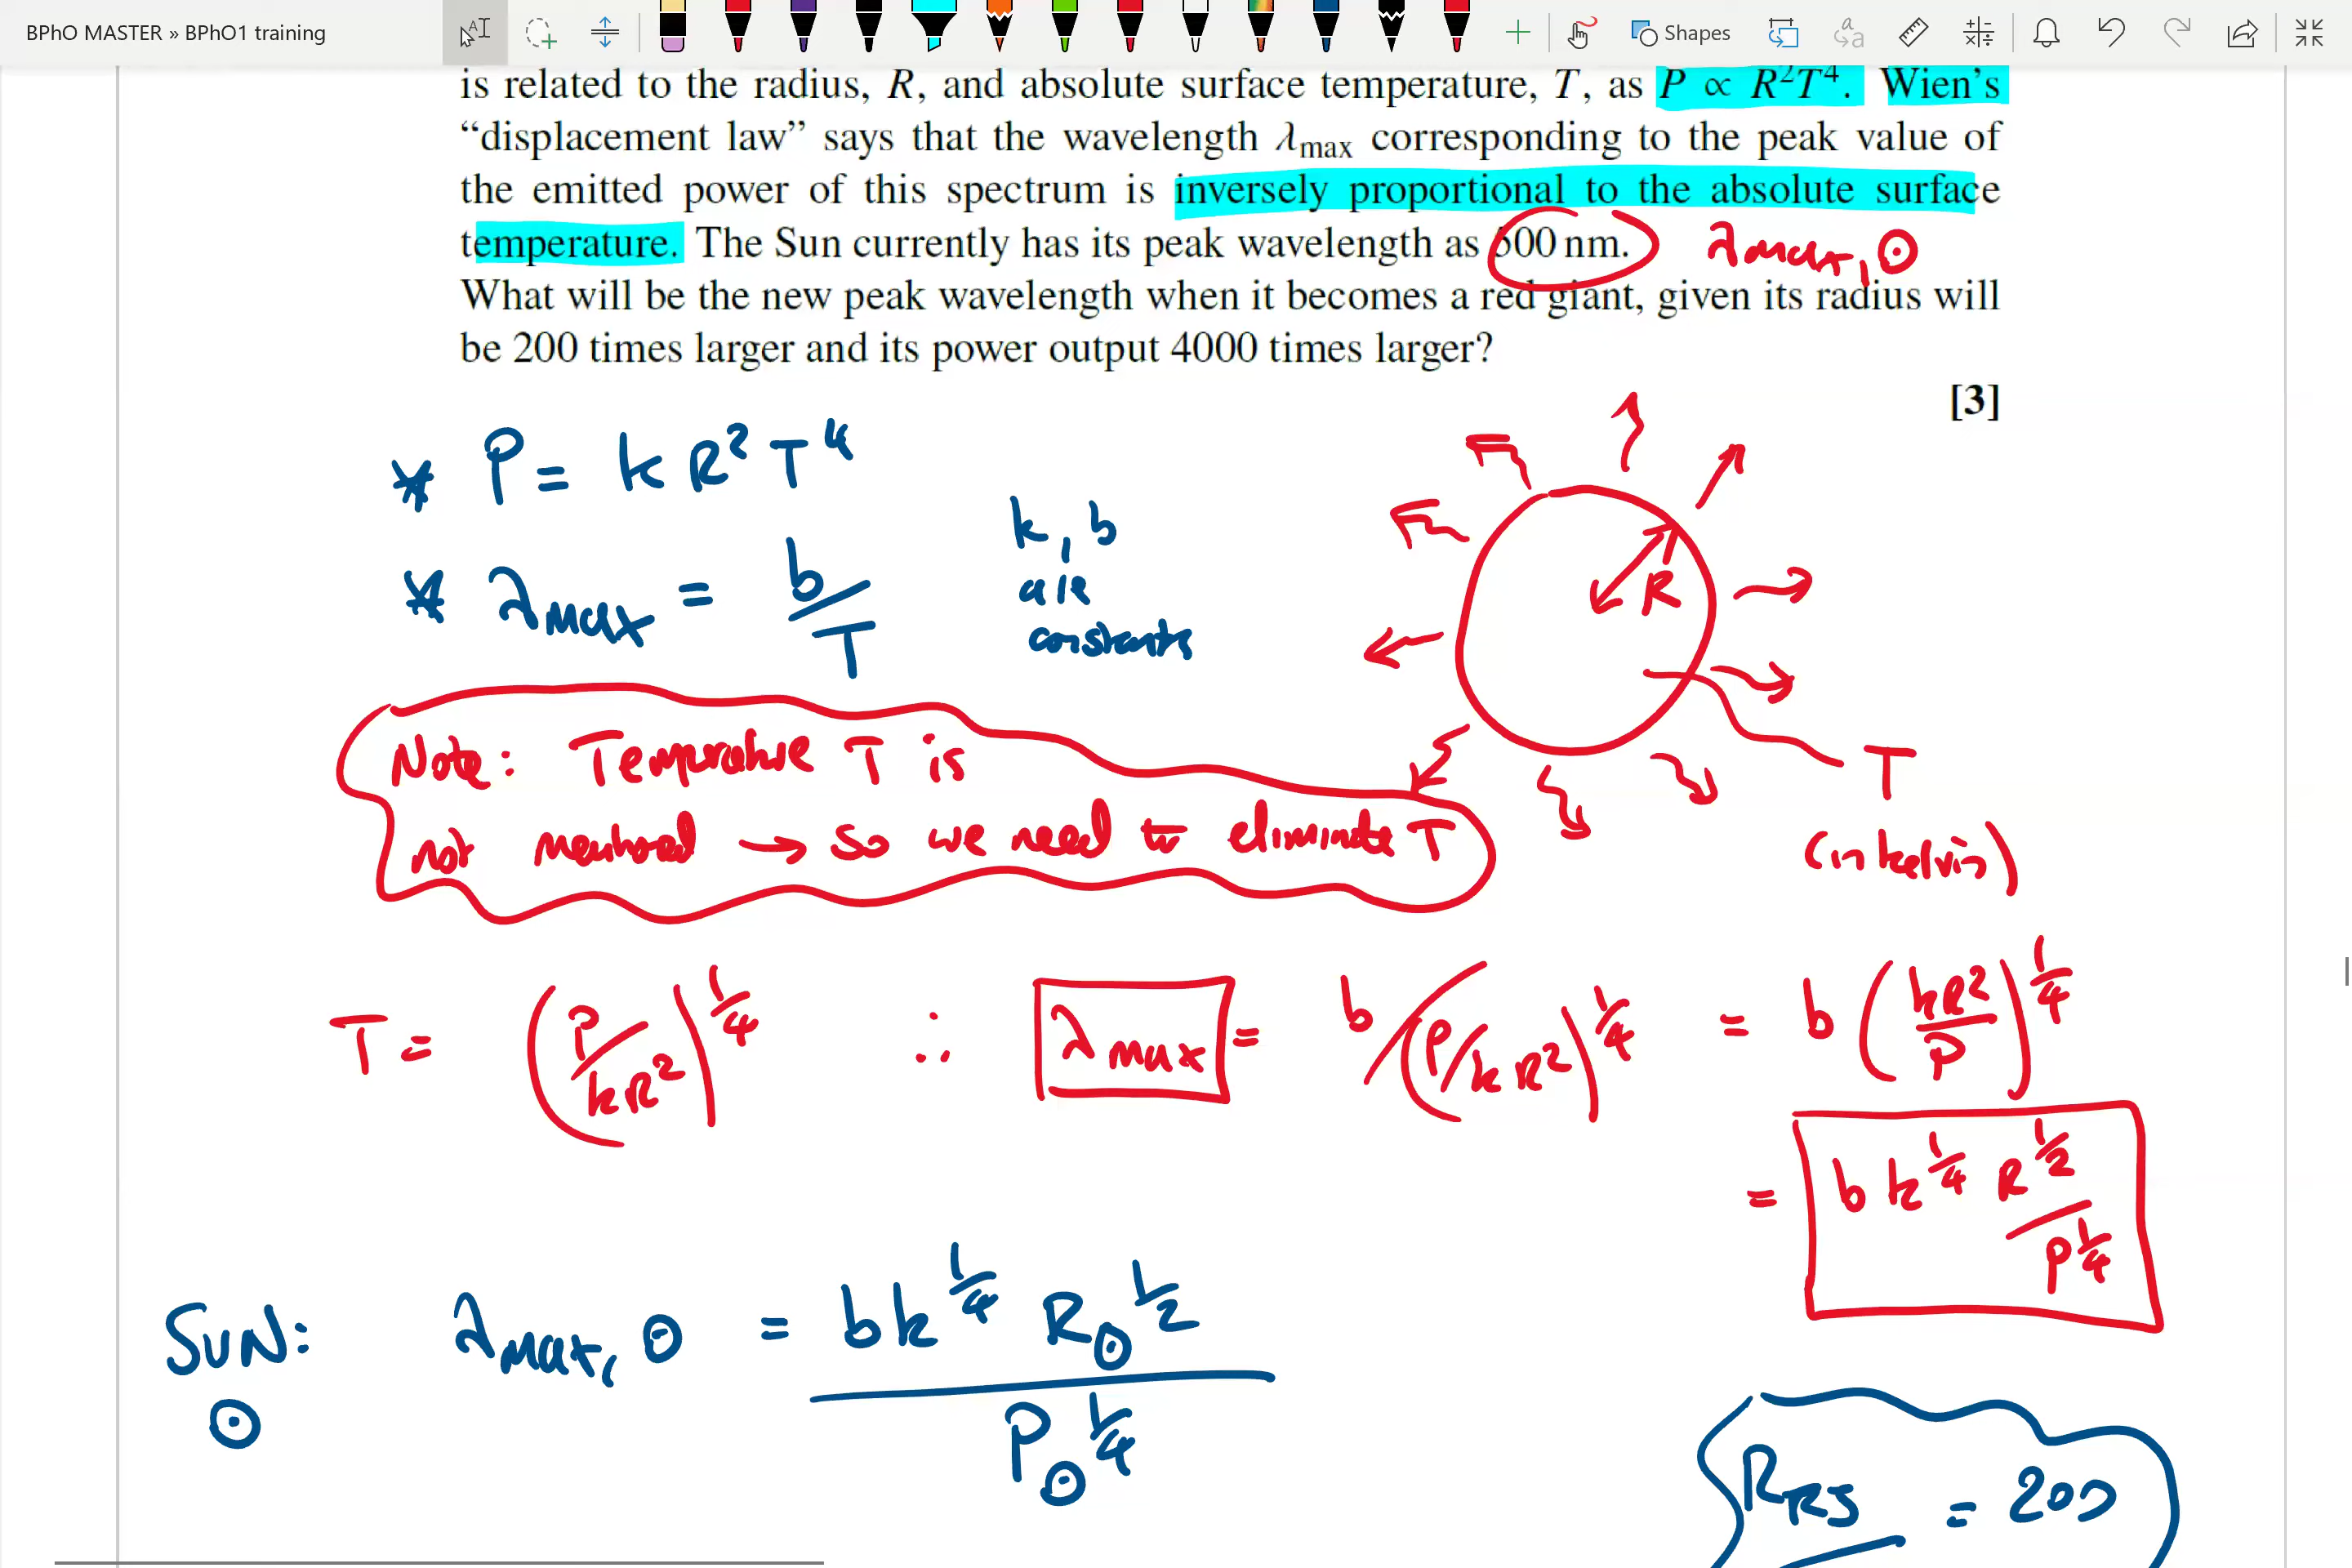 BPhO MASTER » BPhO1 training
Shapes
is related to the radius, R, and absolute surface temperature, T, as P ∝ R²T⁴. Wien's
“displacement law” says that the wavelength λmax corresponding to the peak value of
the emitted power of this spectrum is inversely proportional to the absolute surface
temperature. The Sun currently has its peak wavelength as 500 nm. λmax,⊙
What will be the new peak wavelength when it becomes a red giant, given its radius will
be 200 times larger and its power output 4000 times larger?
[3]
* P = k R² T⁴
* λmax = b/T
k, b
are
constants
R
T
(in kelvin)
Note: Temperature T is
not mentioned → so we need to eliminate T
T = (P/kR²)^1/4 ∴ λmax = b/(P/kR²)^1/4 = b (kR²/P)^1/4
= b k^1/4 R^1/2 / P^1/4
SUN: λmax,⊙ = b k^1/4 R⊙^1/2 / P⊙^1/4
⊙
= 200